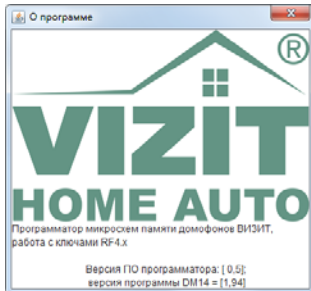 О программе
®
VIZIT
HOME AUTO
Программатор микросхем памяти домофонов ВИЗИТ,
работа с ключами RF4.x
Версия ПО программатора: [ 0,5];
версия программы DM14 = [1,94]